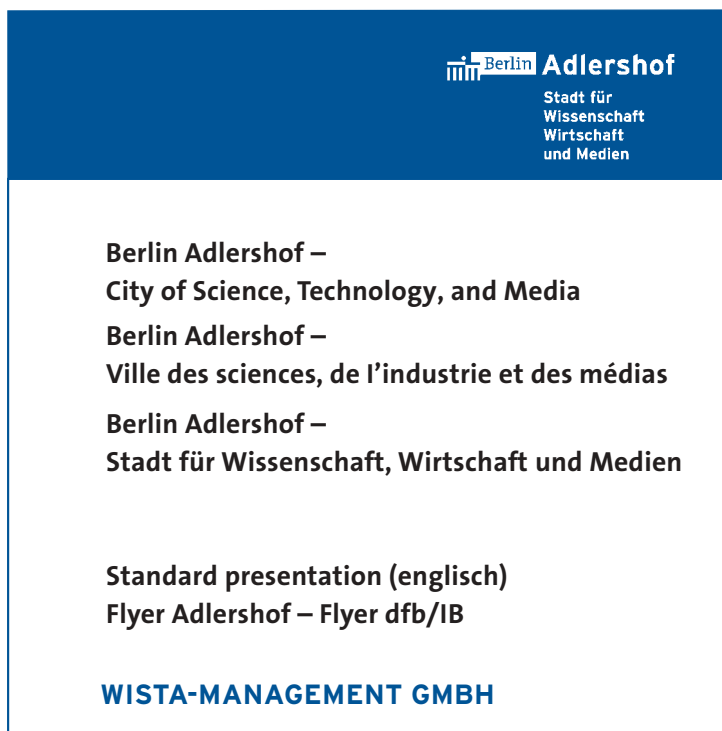 Berlin Adlershof
Stadt für
Wissenschaft
Wirtschaft
und Medien
Berlin Adlershof –
City of Science, Technology, and Media
Berlin Adlershof –
Ville des sciences, de I’industrie et des médias
Berlin Adlershof –
Stadt für Wissenschaft, Wirtschaft und Medien
Standard presentation (englisch)
Flyer Adlershof – Flyer dfb/IB
WISTA-MANAGEMENT GMBH